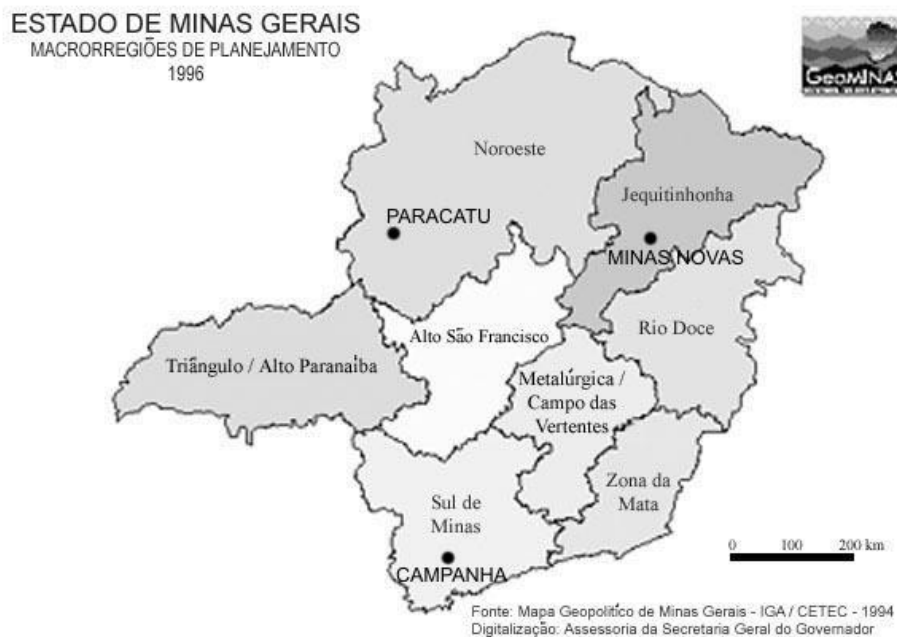 ESTADO DE MINAS GERAIS
MACRORREGIÕES DE PLANEJAMENTO
1996
GeoMINAS
Noroeste
Jequitinhonha
PARACATU
MINAS NOVAS
Rio Doce
Alto São Francisco
Triângulo / Alto Paranaíba
Metalúrgica /
Campo das
Vertentes
Zona da
Mata
Sul de
Minas
CAMPANHA
0 100 200 km
Fonte: Mapa Geopolítico de Minas Gerais - IGA / CETEC - 1994
Digitalização: Assessoria da Secretaria Geral do Governador